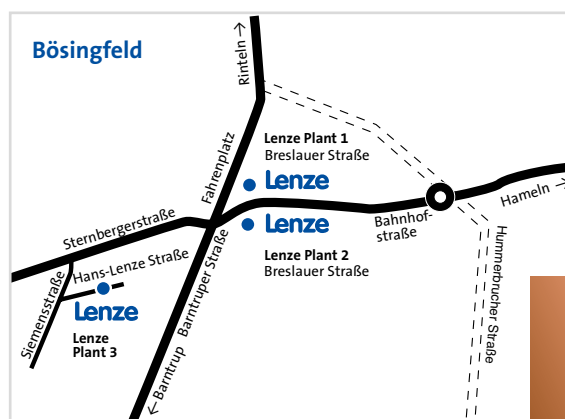 Bösingfeld
Rinteln →
Fahrenplatz
Lenze Plant 1
Breslauer Straße
Lenze
Lenze
Lenze Plant 2
Breslauer Straße
Bahnhof-
straße
Hameln →
Hummerbrucher Straße
Sternbergerstraße
Hans-Lenze Straße
Siemensstraße
Lenze
Lenze
Plant 3
Barntruper Straße
← Barntrup